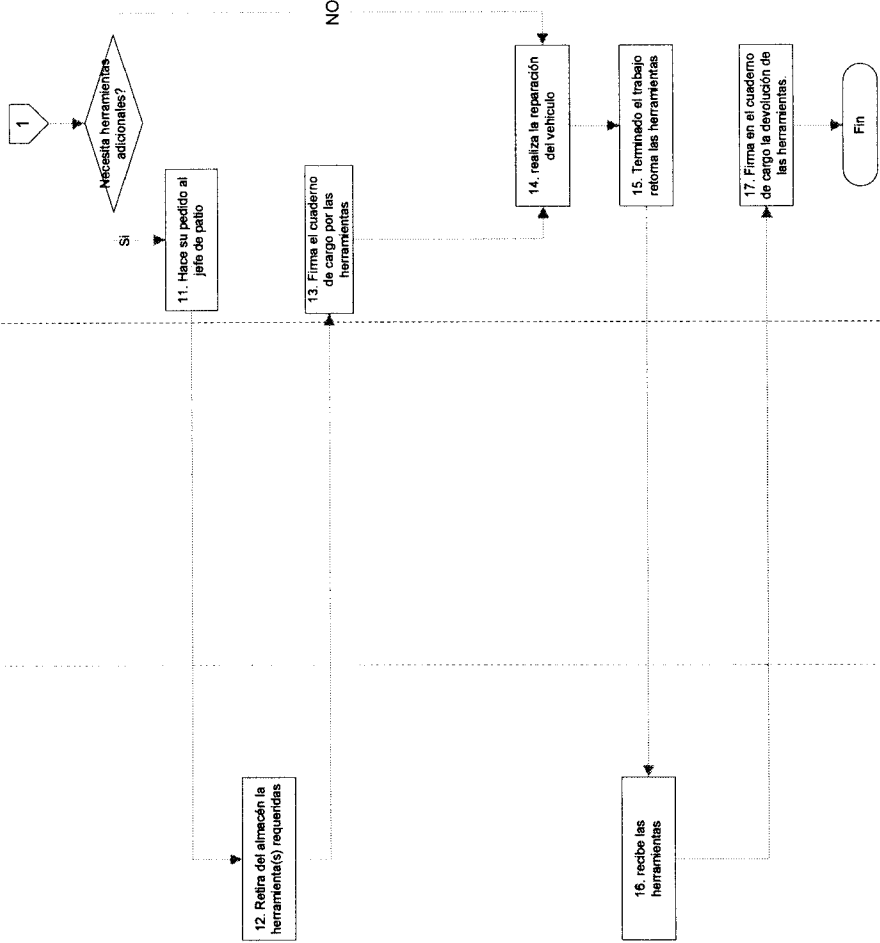 1
Necesita herramientas
adicionales?
NO
Si
11. Hace su pedido al
jefe de patio
12. Retira del almacén la
herramienta(s) requeridas
13. Firma el cuaderno
de cargo por las
herramientas
14. realiza la reparación
del vehiculo
15. Terminado el trabajo
retorna las herramientas
16. recibe las
herramientas
17. Firma en el cuaderno
de cargo la devolución de
las herramientas.
Fin